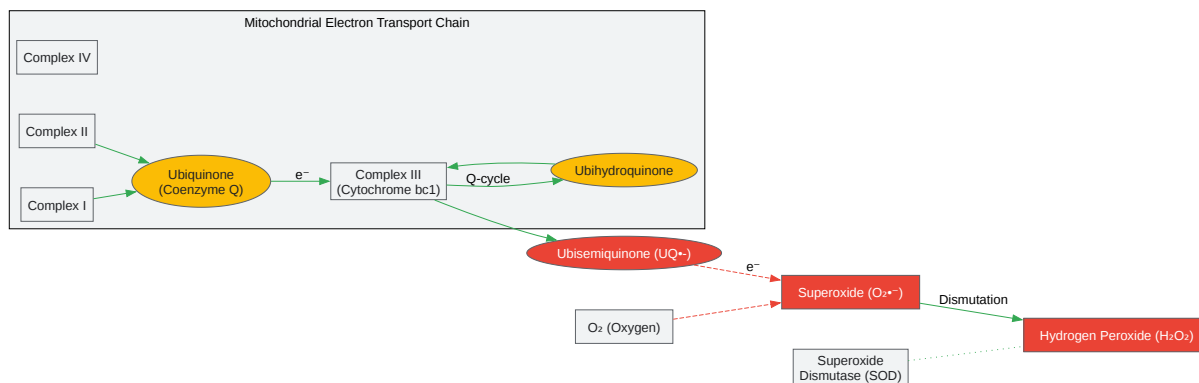 Mitochondrial Electron Transport Chain
Complex IV
Complex II
Complex I
Ubiquinone
(Coenzyme Q)
e⁻
Complex III
(Cytochrome bc1)
Q-cycle
Ubihydroquinone
Ubisemiquinone (UQ•-)
e⁻
O₂ (Oxygen)
Superoxide (O₂•⁻)
Dismutation
Hydrogen Peroxide (H₂O₂)
Superoxide
Dismutase (SOD)